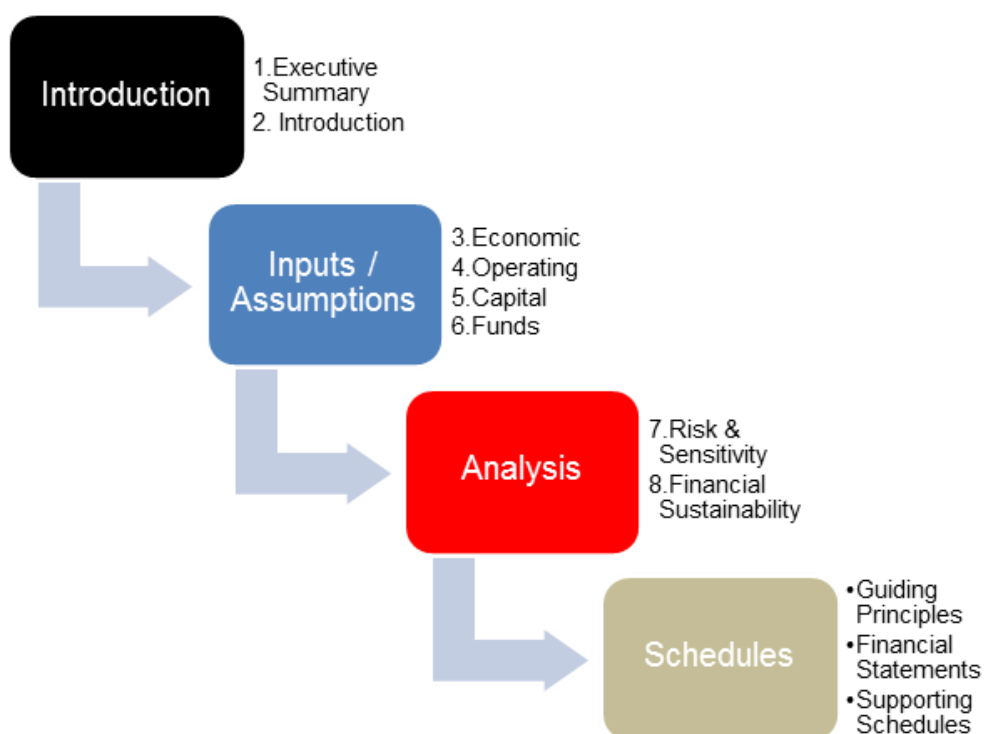 Introduction
1.Executive
Summary
2. Introduction
Inputs /
Assumptions
3.Economic
4.Operating
5.Capital
6.Funds
Analysis
7.Risk &
Sensitivity
8.Financial
Sustainability
Schedules
•Guiding
Principles
•Financial
Statements
•Supporting
Schedules